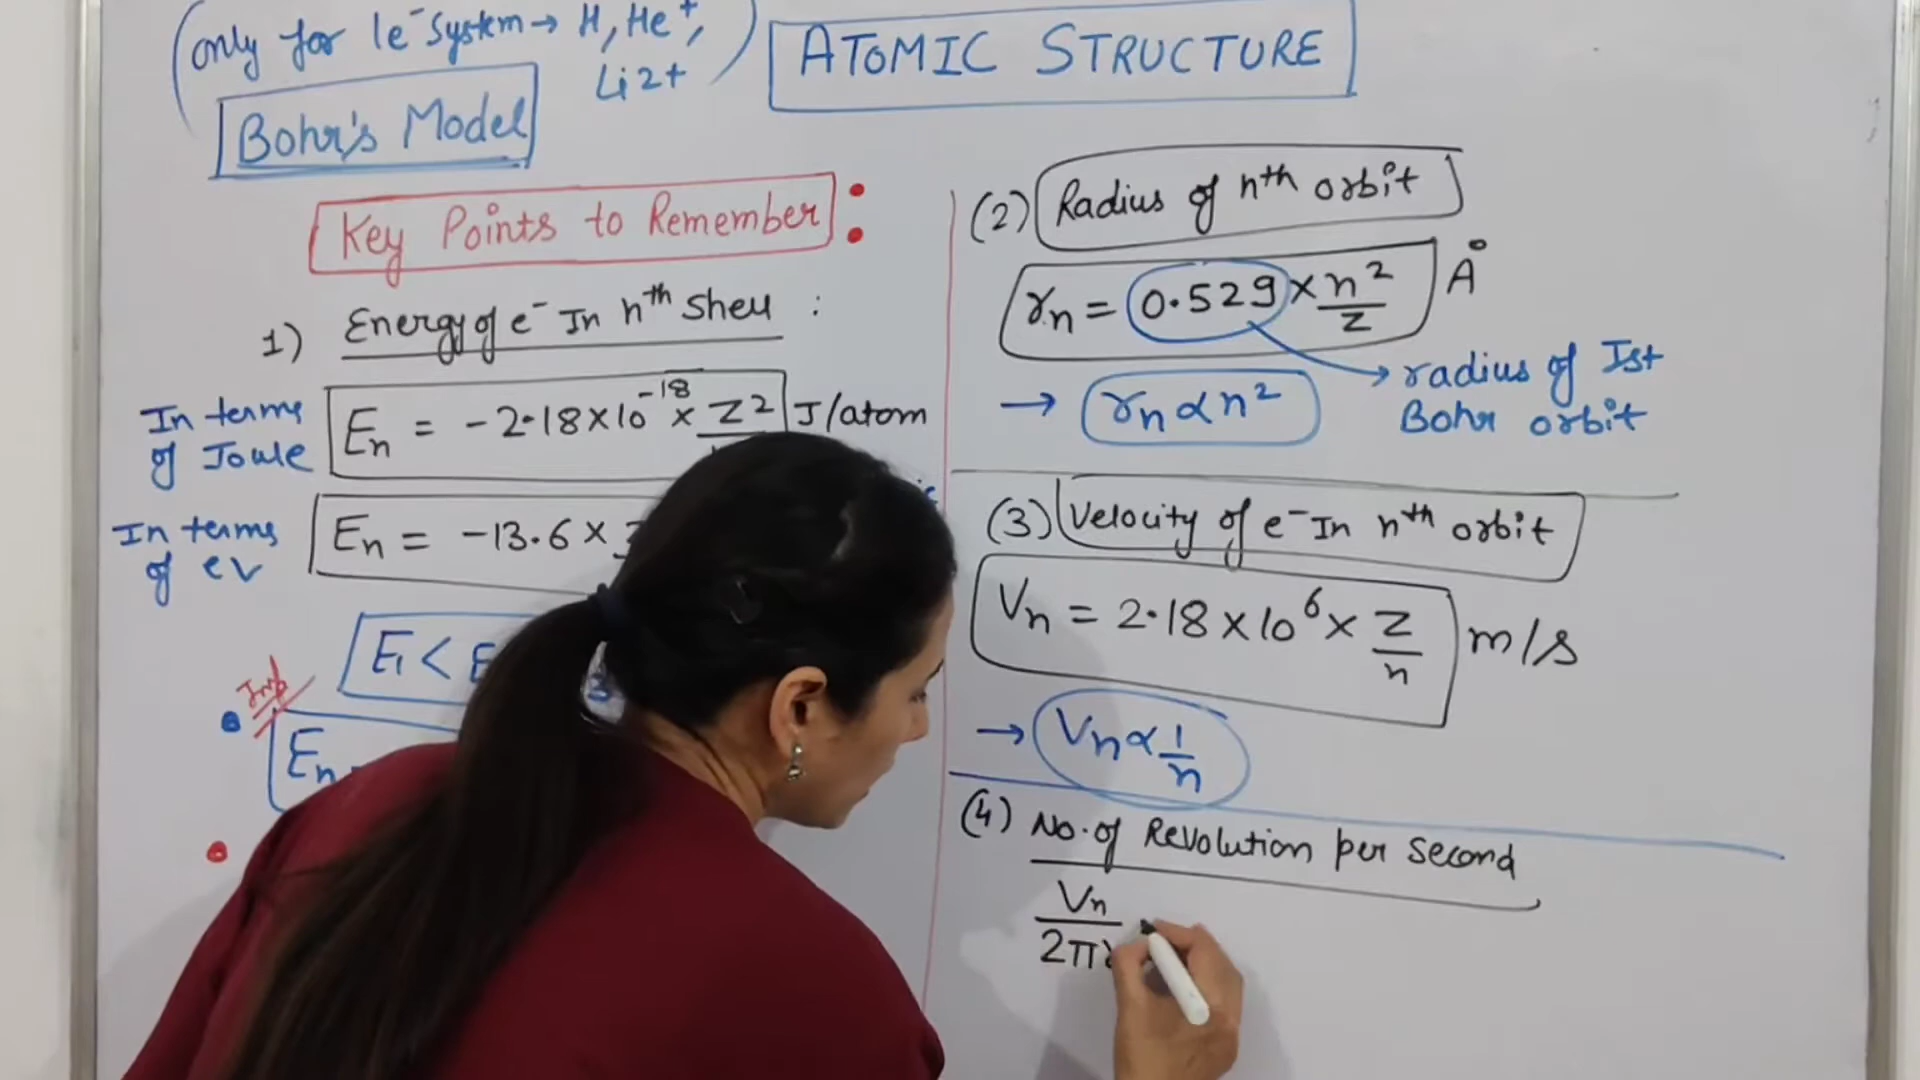 (only for 1e⁻ System → H, He⁺,
Li2+)
ATOMIC STRUCTURE
Bohr's Model
Key Points to Remember :
1) Energy of e⁻ In nth Shell :
In terms of Joule
En = -2.18×10⁻¹⁸ × Z²/ J/atom
In terms of eV
En = -13.6 ×
E₁ < E
Imp
En
(2) Radius of nth orbit
rn = 0.529 × n²/Z Å
→ radius of Ist
Bohr orbit
→ rn ∝ n²
(3) Velocity of e⁻ In nth orbit
Vn = 2.18 × 10⁶ × Z/n m/s
→ Vn ∝ 1/n
(4) No. of Revolution per Second
Vn/2π